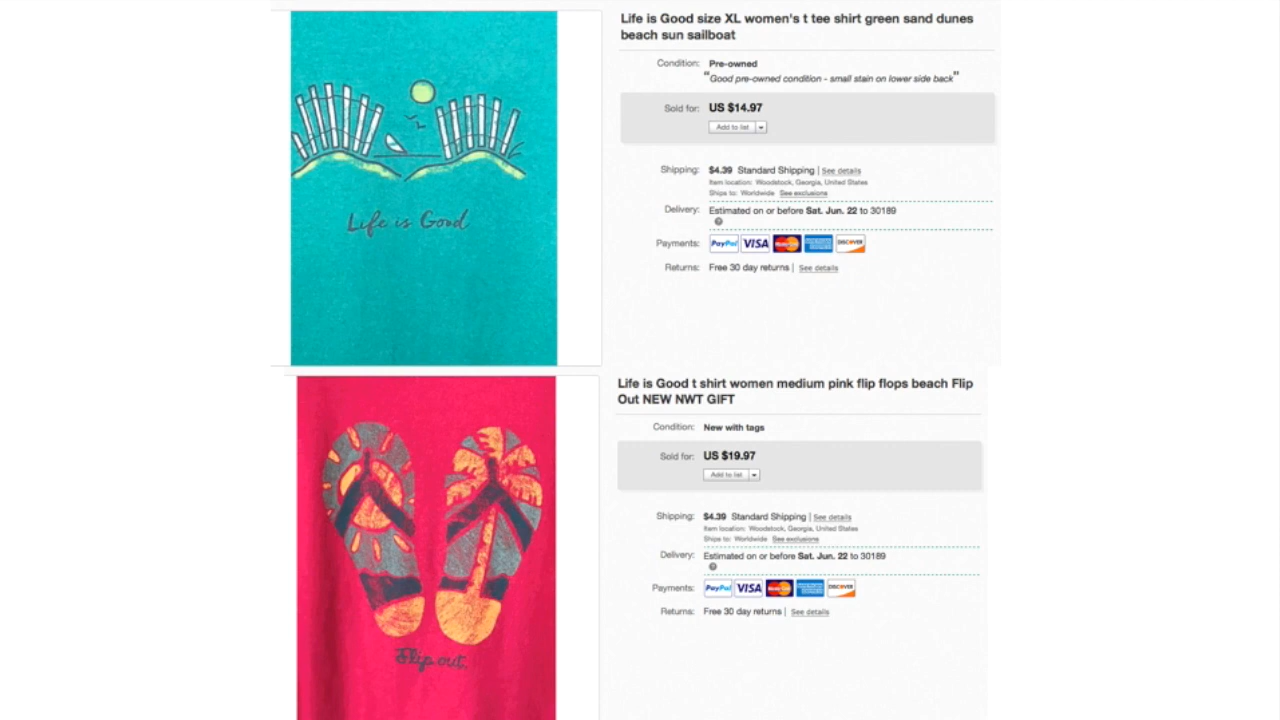 Life is Good size XL women's t tee shirt green sand dunes
beach sun sailboat
Condition: Pre-owned
"Good pre-owned condition - small stain on lower side back"
Sold for: US $14.97
Add to list
Shipping: $4.39 Standard Shipping | See details
Item location: Woodstock, Georgia, United States
Ships to: Worldwide See exclusions
Delivery: Estimated on or before Sat. Jun. 22 to 30189
?
Payments: PayPal VISA MasterCard AMERICAN EXPRESS DISCOVER
Returns: Free 30 day returns | See details
Life is Good
Life is Good t shirt women medium pink flip flops beach Flip
Out NEW NWT GIFT
Condition: New with tags
Sold for: US $19.97
Add to list
Shipping: $4.39 Standard Shipping | See details
Item location: Woodstock, Georgia, United States
Ships to: Worldwide See exclusions
Delivery: Estimated on or before Sat. Jun. 22 to 30189
?
Payments: PayPal VISA MasterCard AMERICAN EXPRESS DISCOVER
Returns: Free 30 day returns | See details
Flip out.